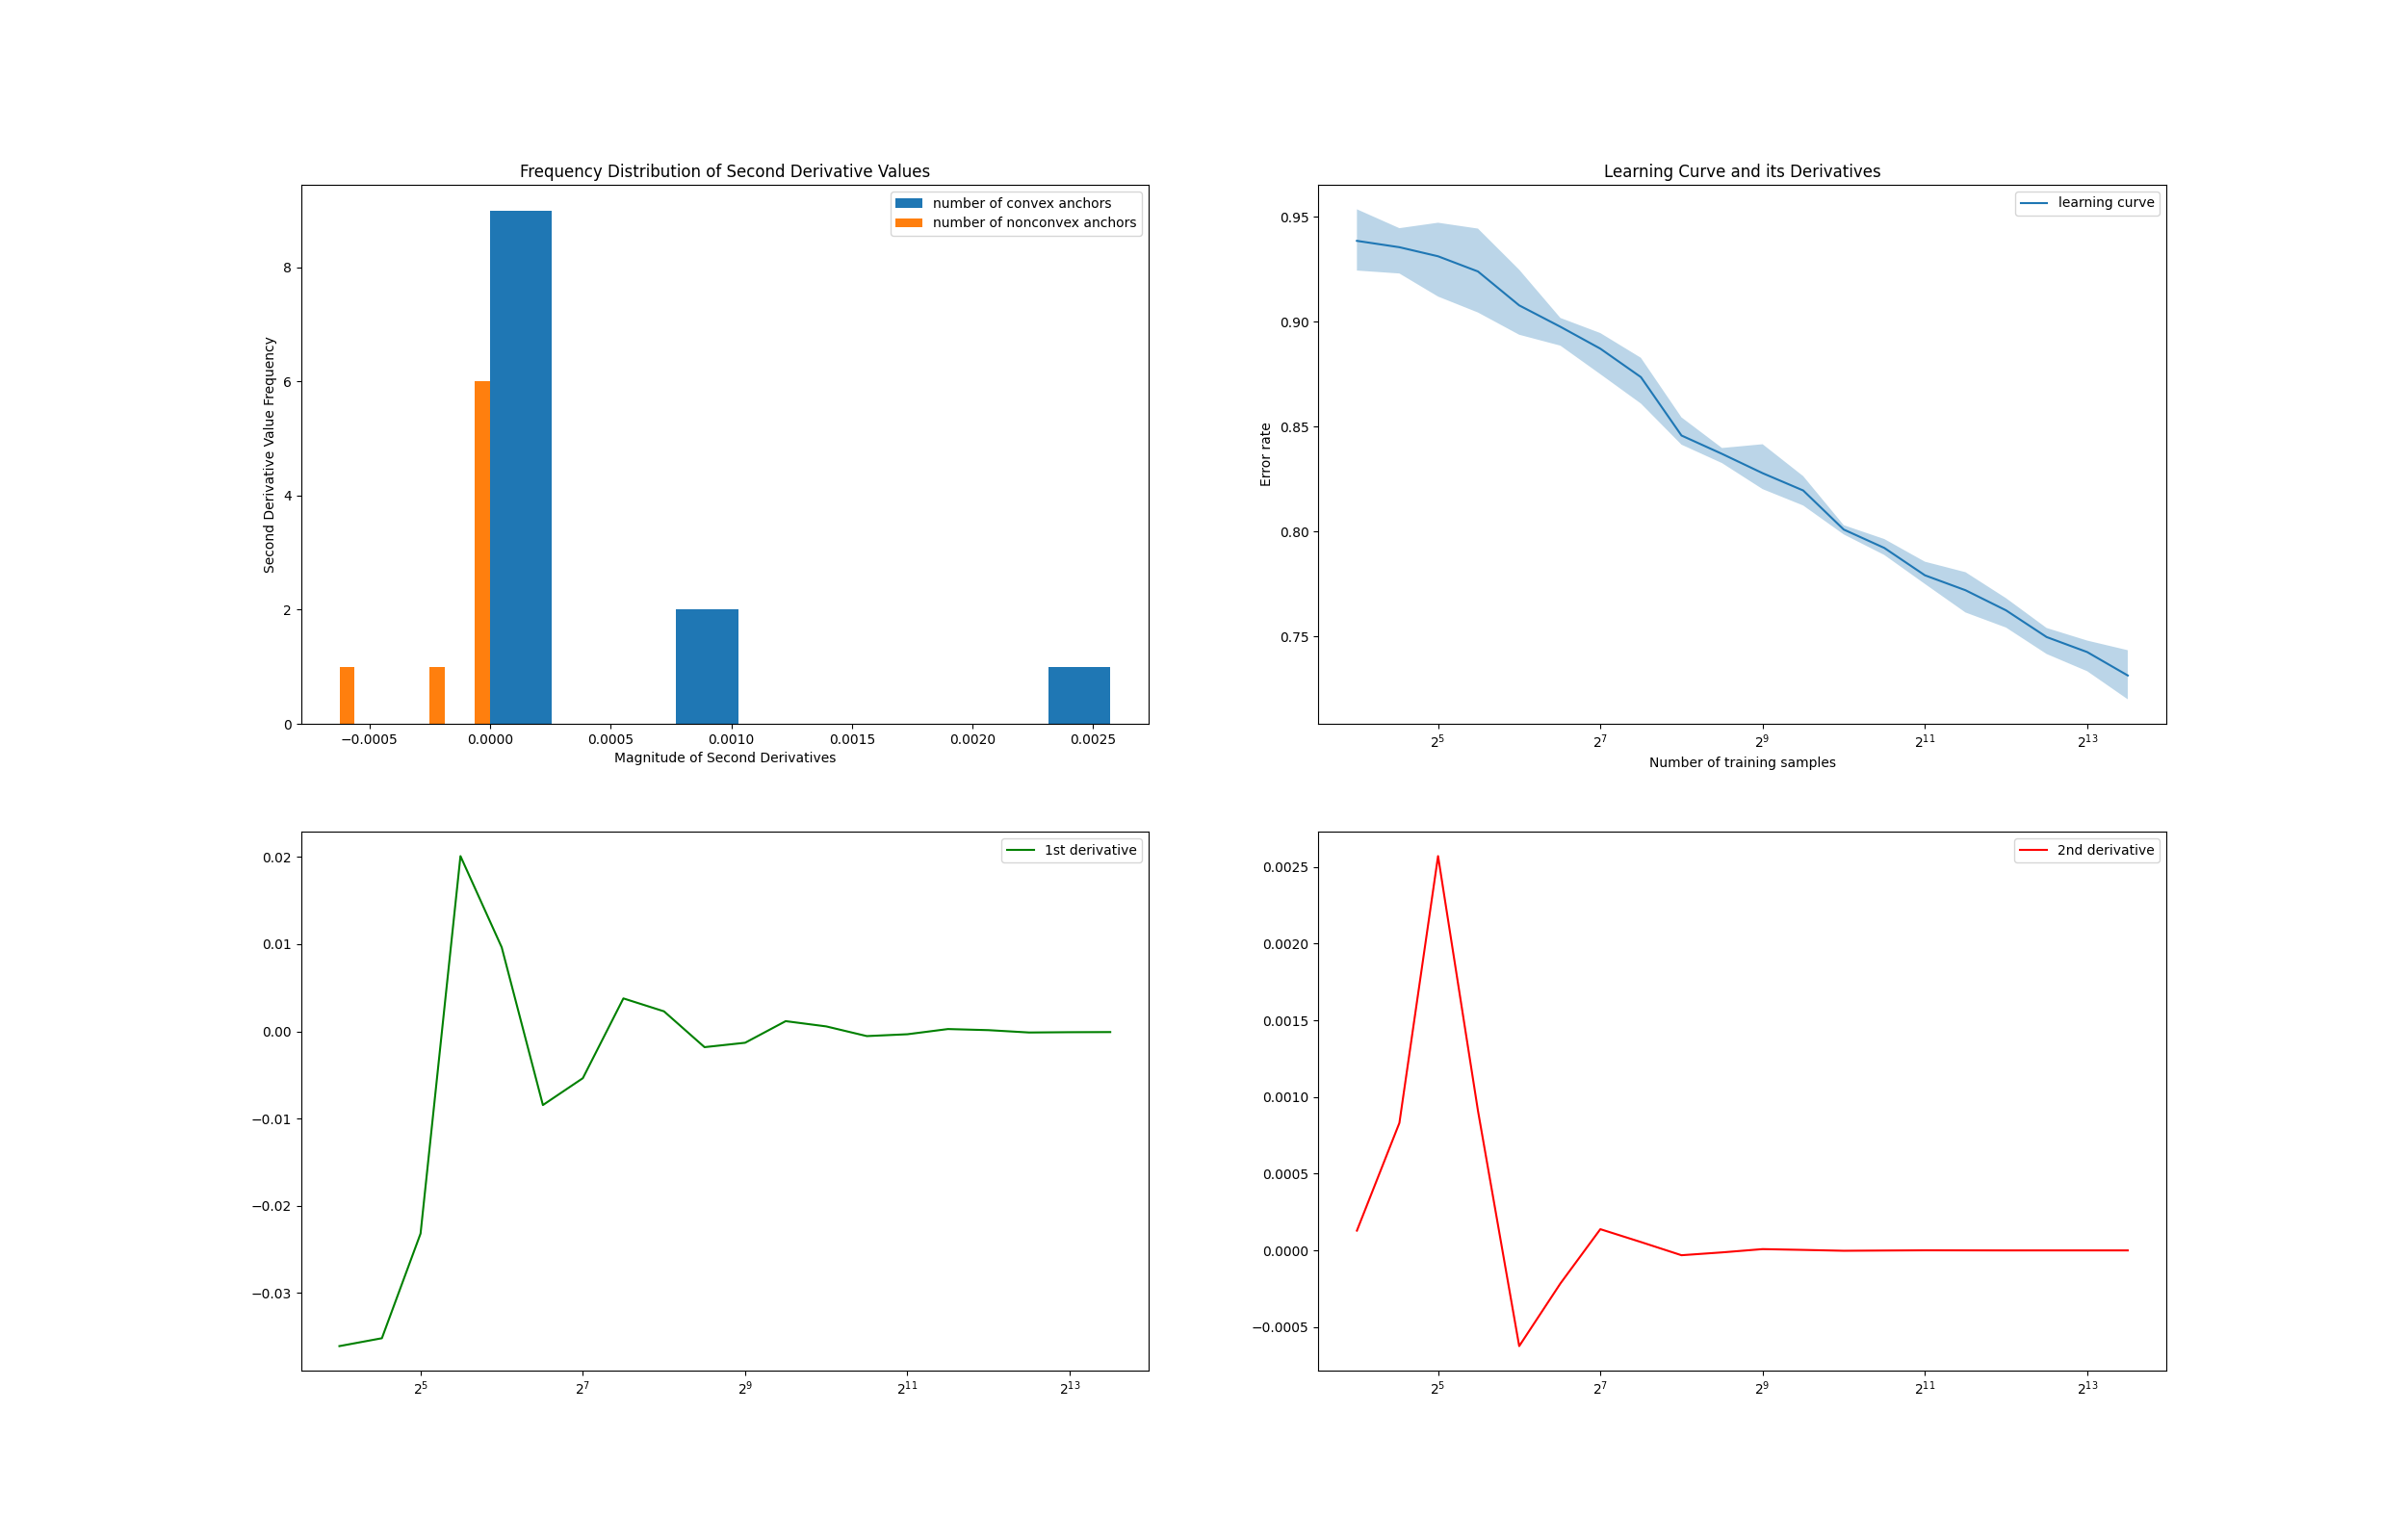 Frequency Distribution of Second Derivative Values
number of convex anchors
number of nonconvex anchors
Second Derivative Value Frequency
8
6
4
2
0
−0.0005 0.0000 0.0005 0.0010 0.0015 0.0020 0.0025
Magnitude of Second Derivatives
Learning Curve and its Derivatives
learning curve
Error rate
0.95
0.90
0.85
0.80
0.75
2^5 2^7 2^9 2^11 2^13
Number of training samples
1st derivative
0.02
0.01
0.00
−0.01
−0.02
−0.03
2^5 2^7 2^9 2^11 2^13
2nd derivative
0.0025
0.0020
0.0015
0.0010
0.0005
0.0000
−0.0005
2^5 2^7 2^9 2^11 2^13